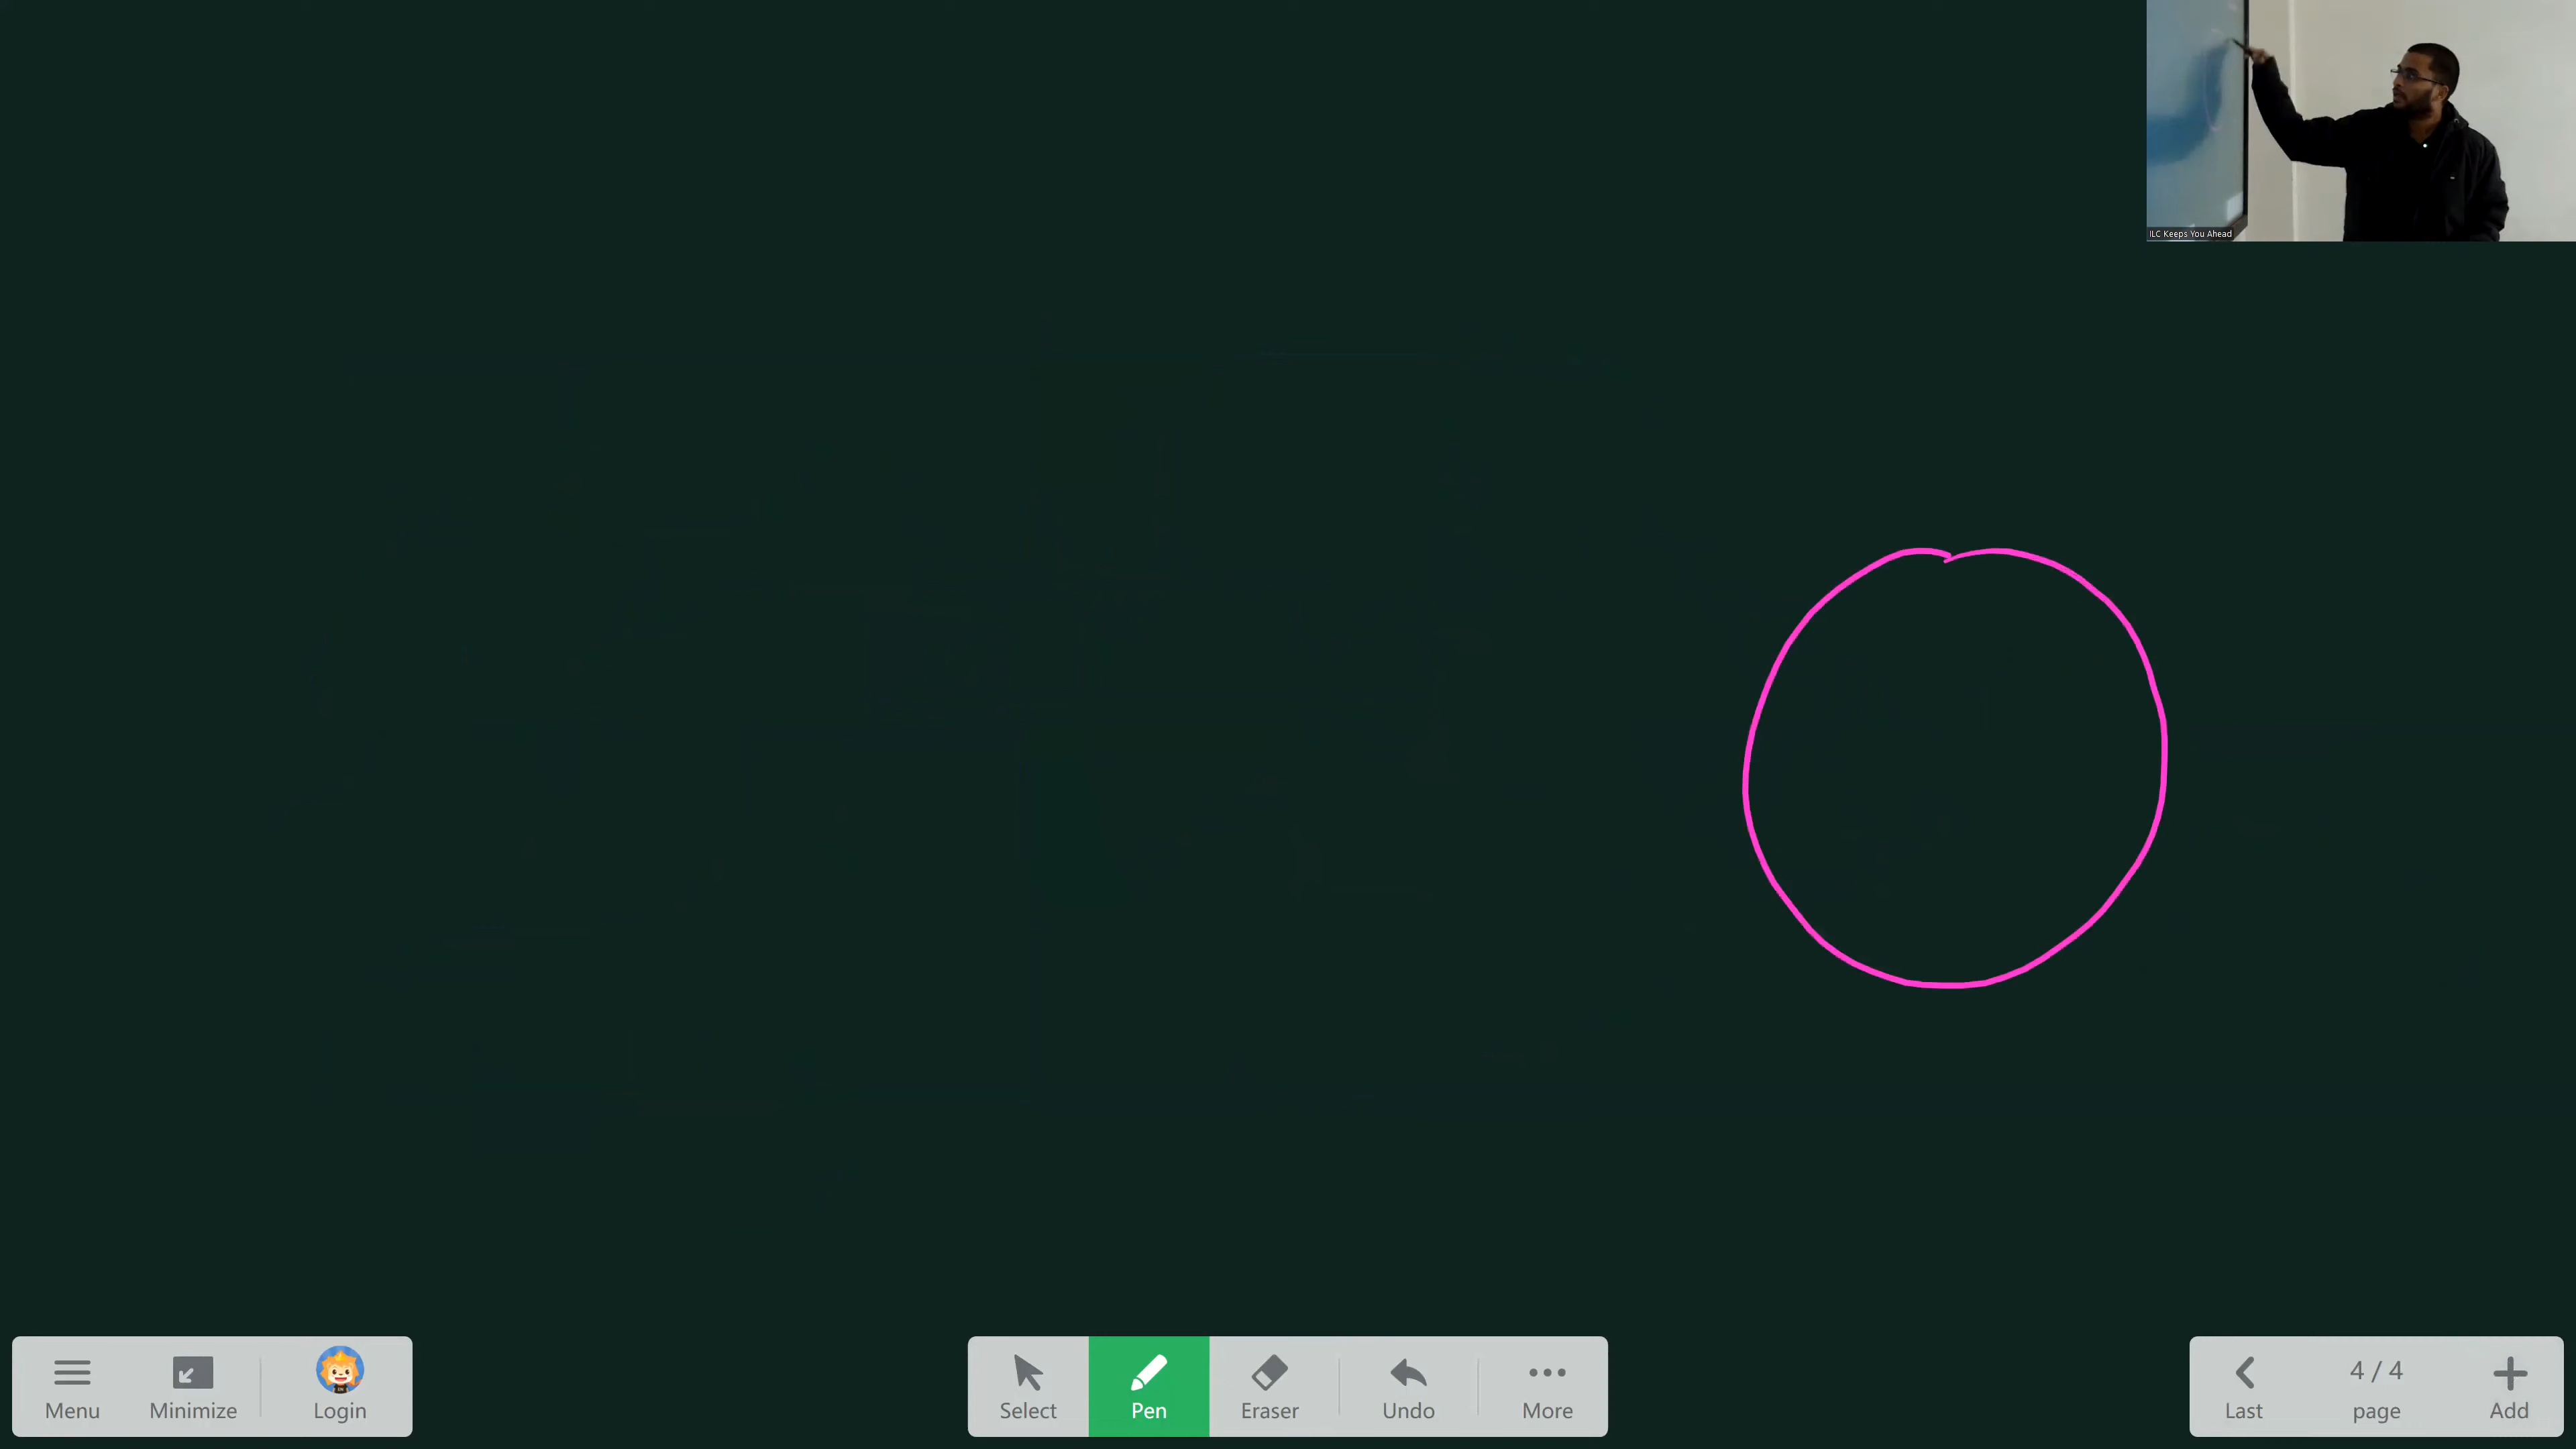 ILC Keeps You Ahead
Menu
Minimize
Login
Select
Pen
Eraser
Undo
More
Last
4 / 4
page
Add